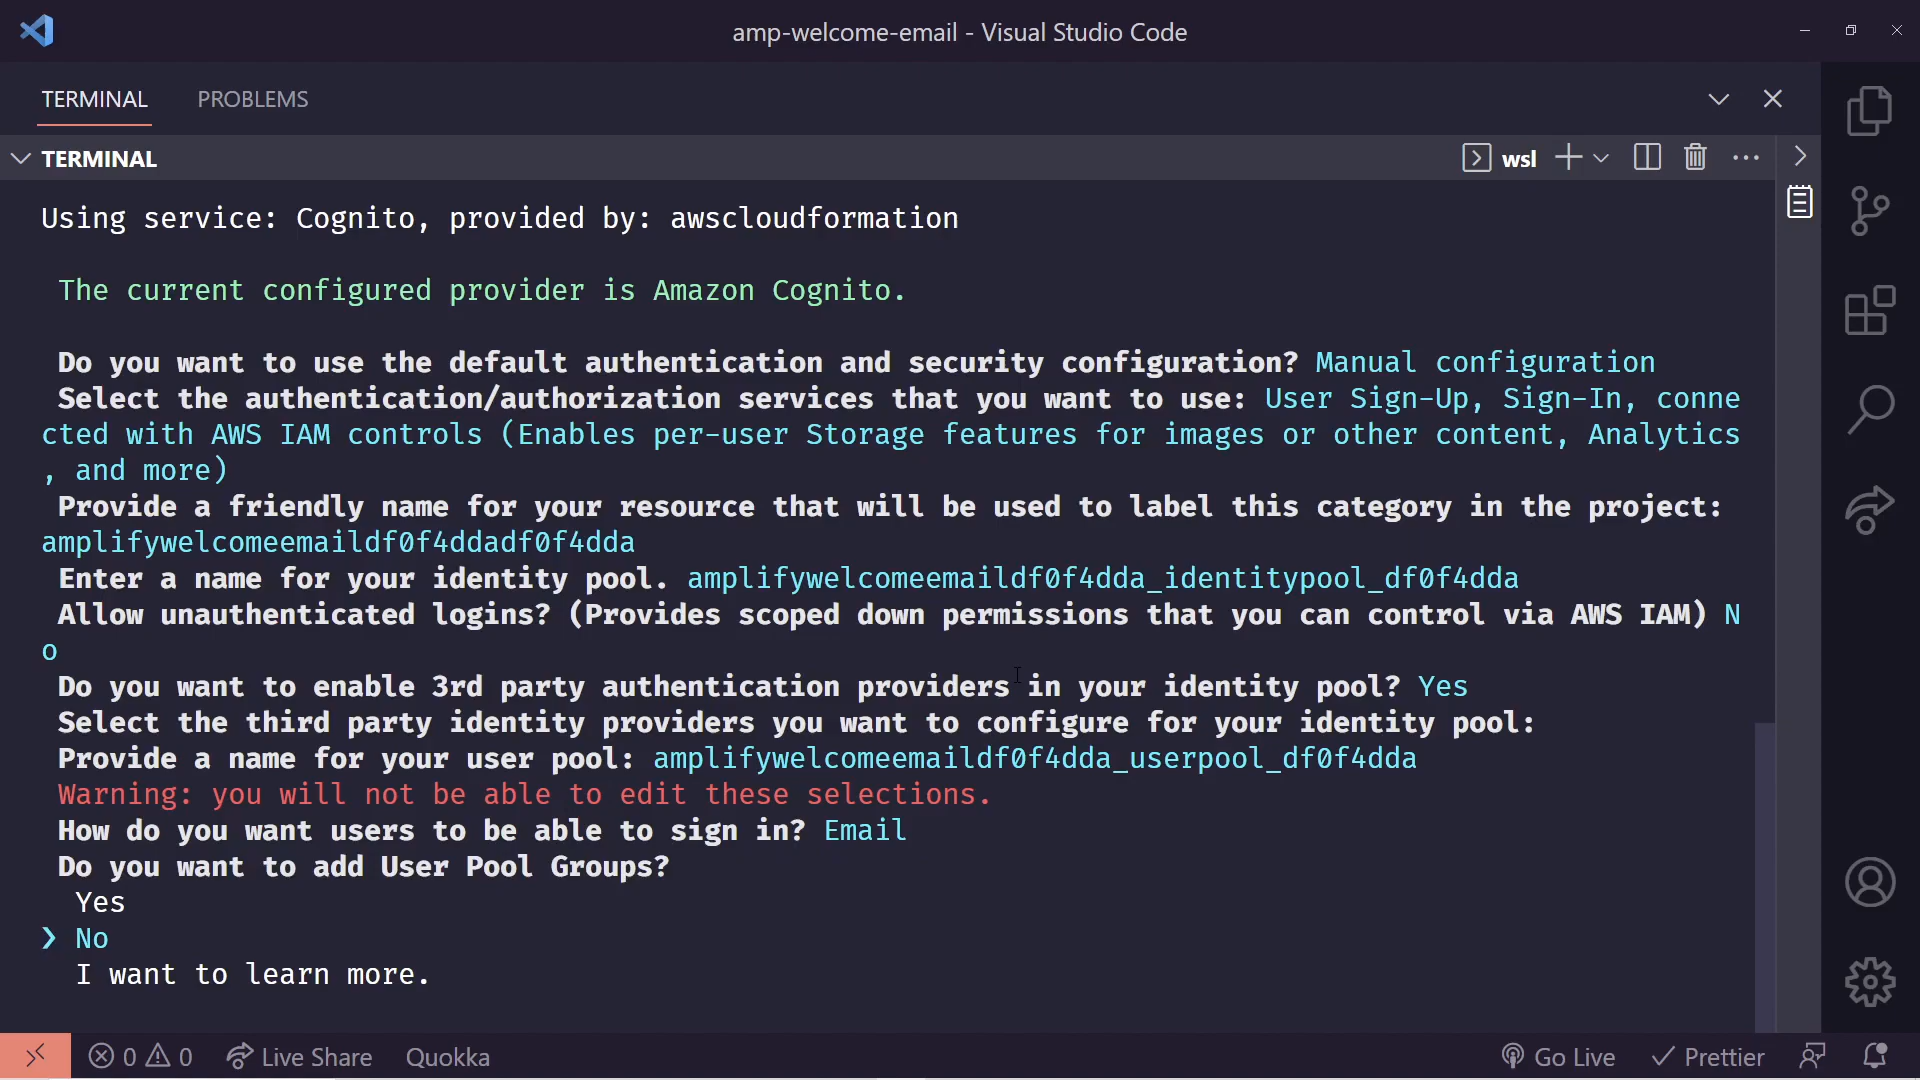 amp-welcome-email - Visual Studio Code
TERMINAL PROBLEMS
TERMINAL wsl
Using service: Cognito, provided by: awscloudformation
The current configured provider is Amazon Cognito.
Do you want to use the default authentication and security configuration? Manual configuration
Select the authentication/authorization services that you want to use: User Sign-Up, Sign-In, conne
cted with AWS IAM controls (Enables per-user Storage features for images or other content, Analytics
, and more)
Provide a friendly name for your resource that will be used to label this category in the project:
amplifywelcomeemaildf0f4ddadf0f4dda
Enter a name for your identity pool. amplifywelcomeemaildf0f4dda_identitypool_df0f4dda
Allow unauthenticated logins? (Provides scoped down permissions that you can control via AWS IAM) N
o
Do you want to enable 3rd party authentication providers in your identity pool? Yes
Select the third party identity providers you want to configure for your identity pool:
Provide a name for your user pool: amplifywelcomeemaildf0f4dda_userpool_df0f4dda
Warning: you will not be able to edit these selections.
How do you want users to be able to sign in? Email
Do you want to add User Pool Groups?
Yes
❯ No
I want to learn more.
0 0 Live Share Quokka Go Live Prettier